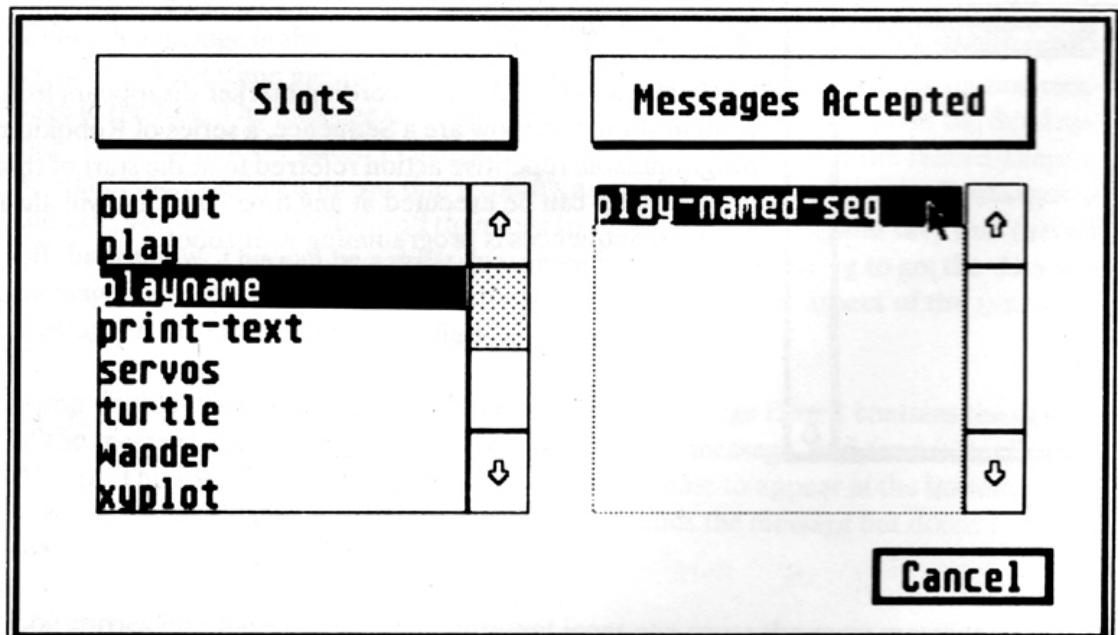 Slots
Messages Accepted
output
play
playname
print-text
servos
turtle
wander
xyplot
play-named-seq
Cancel